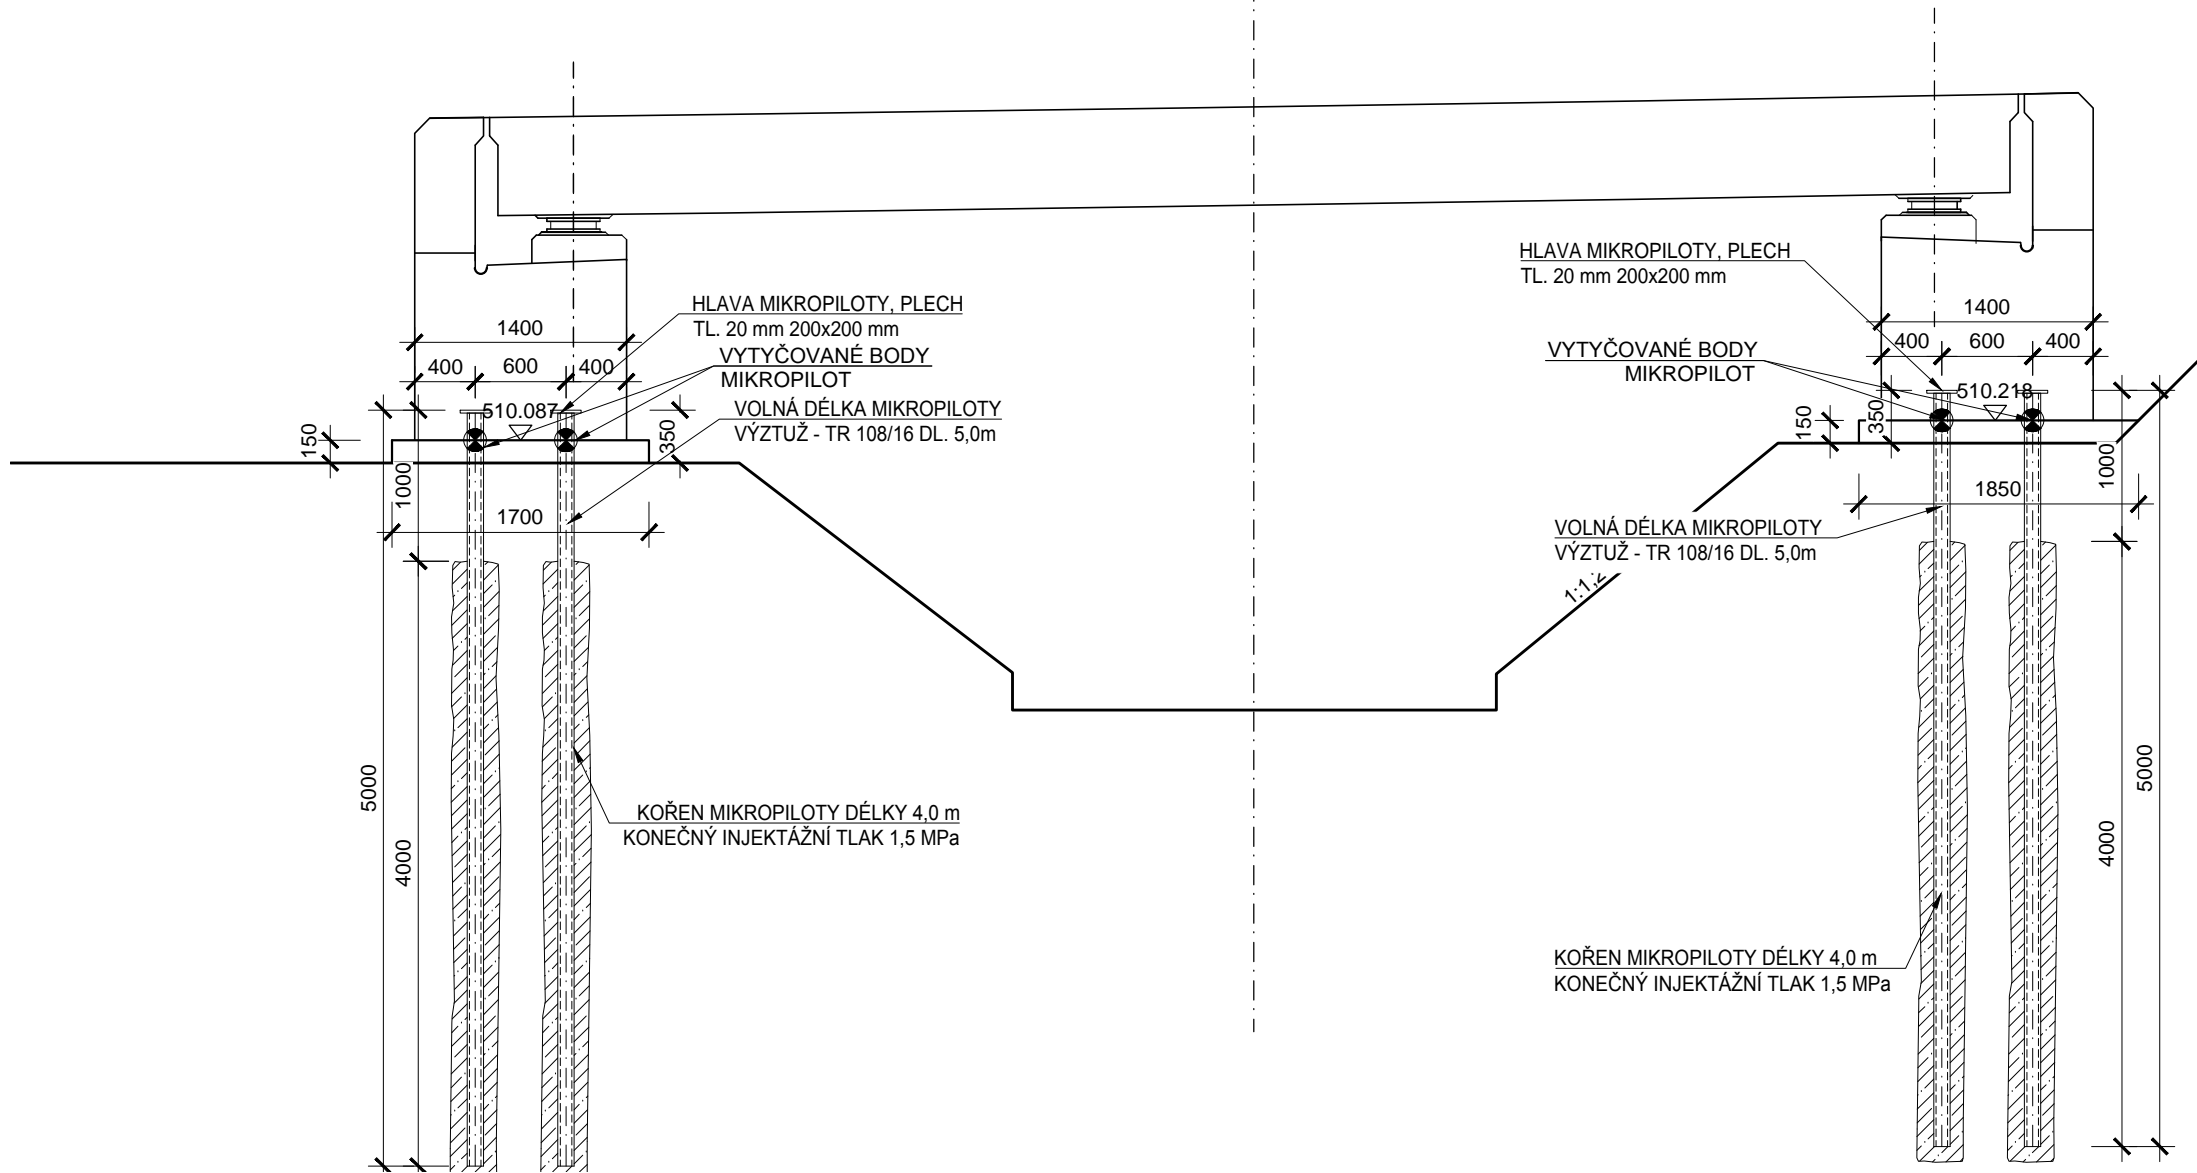 HLAVA MIKROPILOTY, PLECH
TL. 20 mm 200x200 mm
1400
400
600
400
VYTYČOVANÉ BODY
MIKROPILOT
510.087
VOLNÁ DÉLKA MIKROPILOTY
VÝZTUŽ - TR 108/16 DL. 5,0m
150
350
1000
1700
5000
4000
KOŘEN MIKROPILOTY DÉLKY 4,0 m
KONEČNÝ INJEKTÁŽNÍ TLAK 1,5 MPa
HLAVA MIKROPILOTY, PLECH
TL. 20 mm 200x200 mm
1400
400
600
400
VYTYČOVANÉ BODY
MIKROPILOT
510.218
150
350
1000
1850
VOLNÁ DÉLKA MIKROPILOTY
VÝZTUŽ - TR 108/16 DL. 5,0m
1:1,2
5000
4000
KOŘEN MIKROPILOTY DÉLKY 4,0 m
KONEČNÝ INJEKTÁŽNÍ TLAK 1,5 MPa